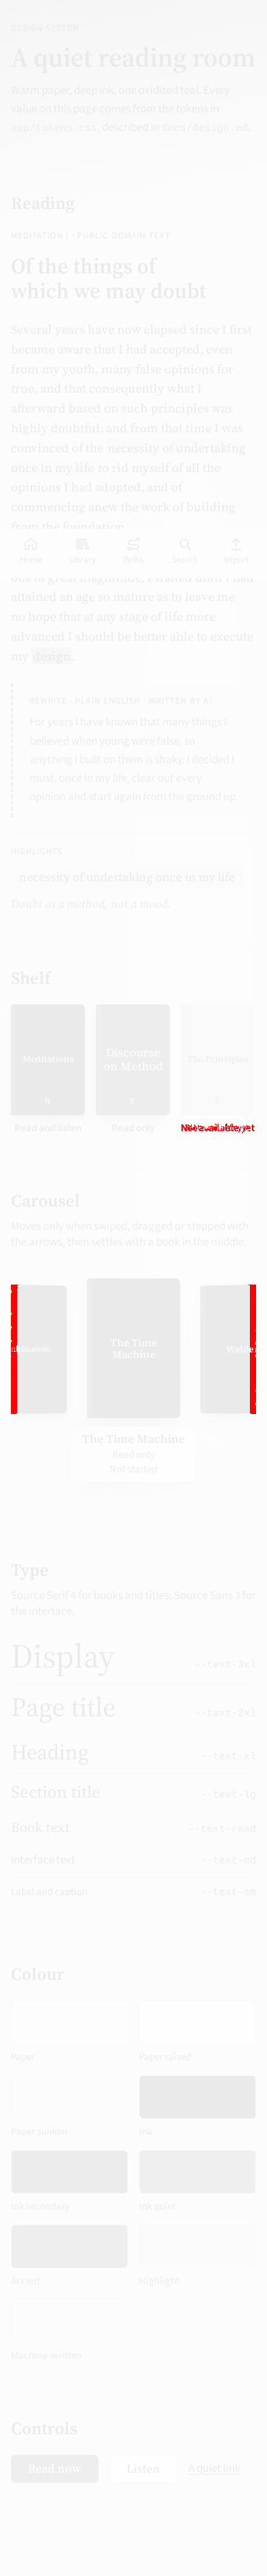 DESIGN SYSTEM
A quiet reading room
Warm paper, deep ink, one oxidised teal. Every
value on this page comes from the tokens in
app/tokens.css, described in docs/design.md.
Reading
MEDITATION I · PUBLIC-DOMAIN TEXT
Of the things of
which we may doubt
Several years have now elapsed since I first
became aware that I had accepted, even
from my youth, many false opinions for
true, and that consequently what I
afterward based on such principles was
highly doubtful; and from that time I was
convinced of the necessity of undertaking
once in my life to rid myself of all the
opinions I had adopted, and of
commencing anew the work of building
from the foundation
Home Library Paths Search Import
of one of great magnitude, I waited until I had
attained an age so mature as to leave me
no hope that at any stage of life more
advanced I should be better able to execute
my design.
REWRITE · PLAIN ENGLISH · WRITTEN BY AI
For years I have known that many things I
believed when young were false, so
anything I built on them is shaky. I decided I
must, once in my life, clear out every
opinion and start again from the ground up.
HIGHLIGHTS
necessity of undertaking once in my life
Doubt as a method, not a mood.
Shelf
Meditations
Discourse
on Method
The Principles
Read and listen
Read only
Carousel
Moves only when swiped, dragged or stepped with
the arrows, then settles with a book in the middle.
The Time
Machine
The Time Machine
Read only
Not started
Type
Source Serif 4 for books and titles; Source Sans 3 for
the interface.
Display --text-3xl
Page title --text-2xl
Heading --text-xl
Section title --text-lg
Book text --text-read
Interface text --text-md
Label and caption --text-sm
Colour
Paper
Paper raised
Paper sunken
Ink
Ink secondary
Ink quiet
Accent
Highlight
Machine-written
Controls
Read now Listen A quiet link